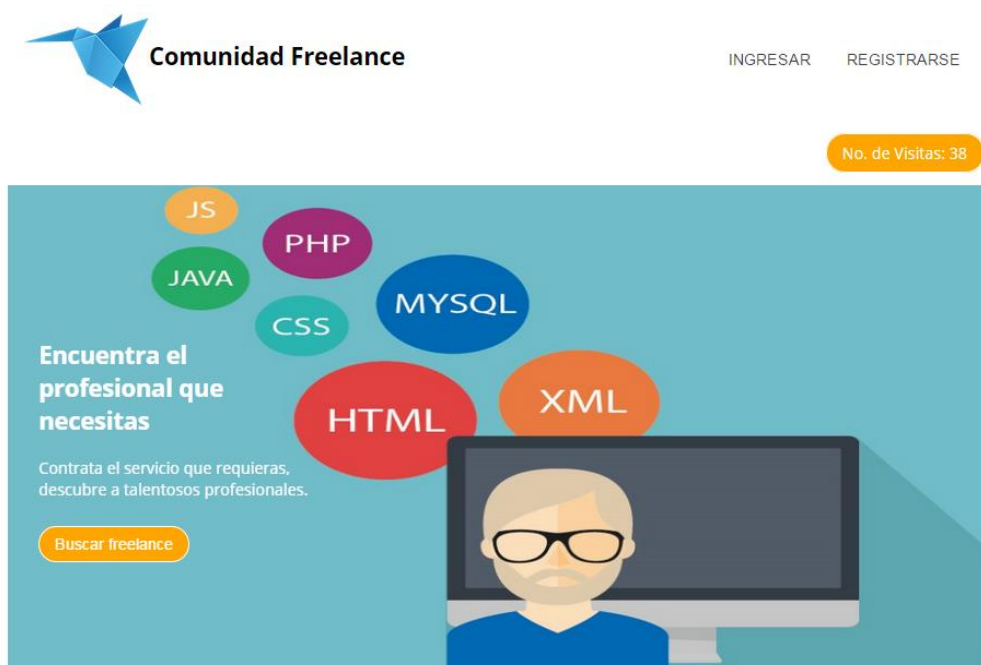 Comunidad Freelance
INGRESAR
REGISTRARSE
No. de Visitas: 38
JS
PHP
JAVA
MYSQL
CSS
Encuentra el
profesional que
necesitas
HTML
XML
Contrata el servicio que requieras,
descubre a talentosos profesionales.
Buscar freelance